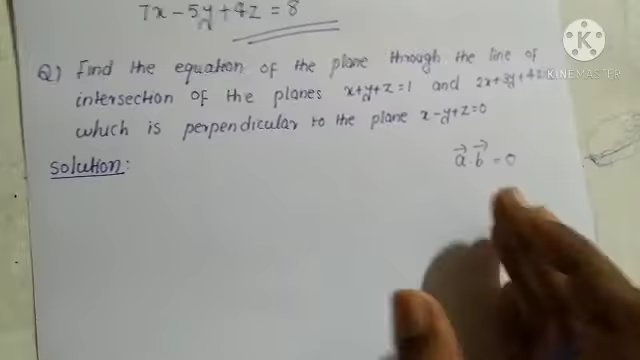 7x - 5y + 4z = 8
Q) Find the equation of the plane through the line of
intersection of the planes x+y+z=1 and 2x+3y+4z
which is perpendicular to the plane x-y+z=0
Solution:
a⃗.b⃗ = 0
KINEMASTER